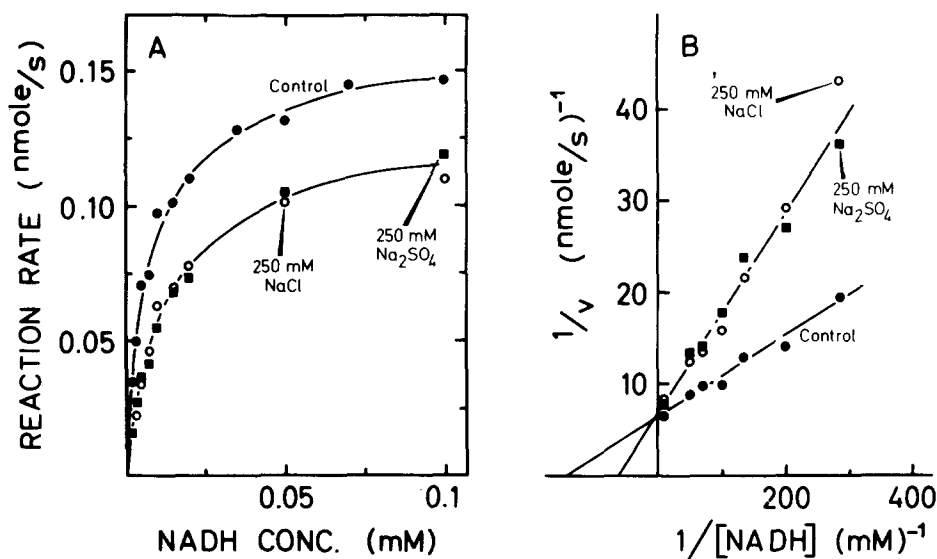 A
REACTION RATE (nmole/s)
0.15
0.10
0.05
Control
250 mM
NaCl
250 mM
Na₂SO₄
0.05
0.1
NADH CONC. (mM)
B
1/v (nmole/s)⁻¹
40
30
20
10
250 mM
NaCl
250 mM
Na₂SO₄
Control
200
400
1/[NADH] (mM)⁻¹